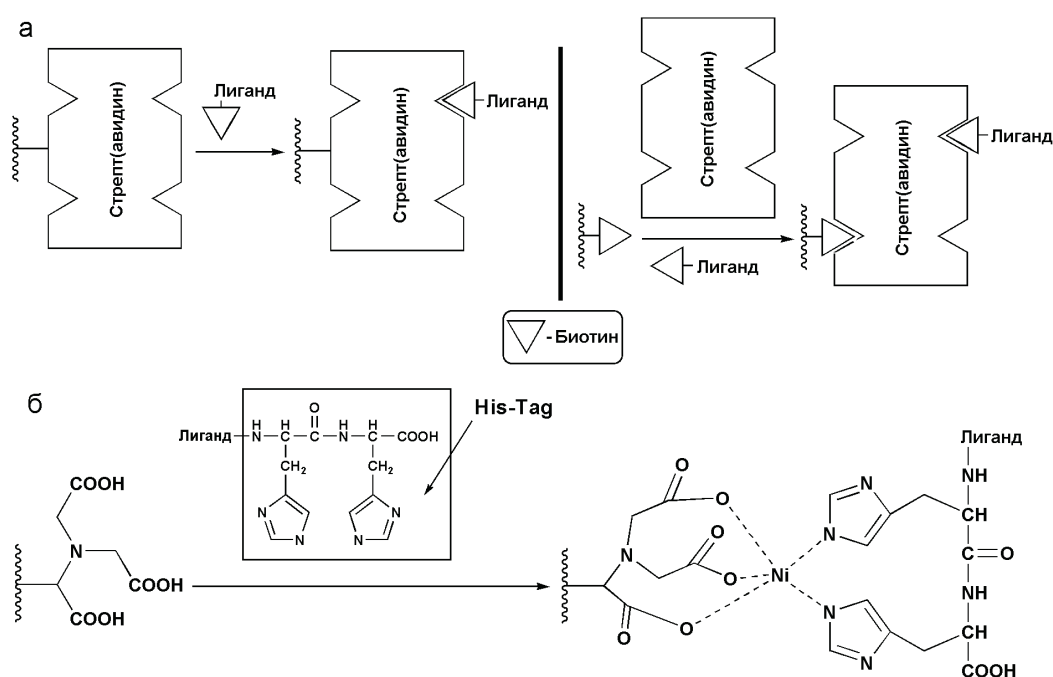 а
Стрепт(авидин)
Лиганд
Стрепт(авидин)
Лиганд
Стрепт(авидин)
Лиганд
Стрепт(авидин)
Лиганд
-Биотин
б
COOH
N
COOH
COOH
Лиганд
H
N
H
C
O
C
NH
H
C
COOH
CH2
CH2
N
N
N
N
His-Tag
O
O
N
O
O
O
O
Ni
N
N
N
N
Лиганд
NH
CH
C=O
NH
CH
COOH